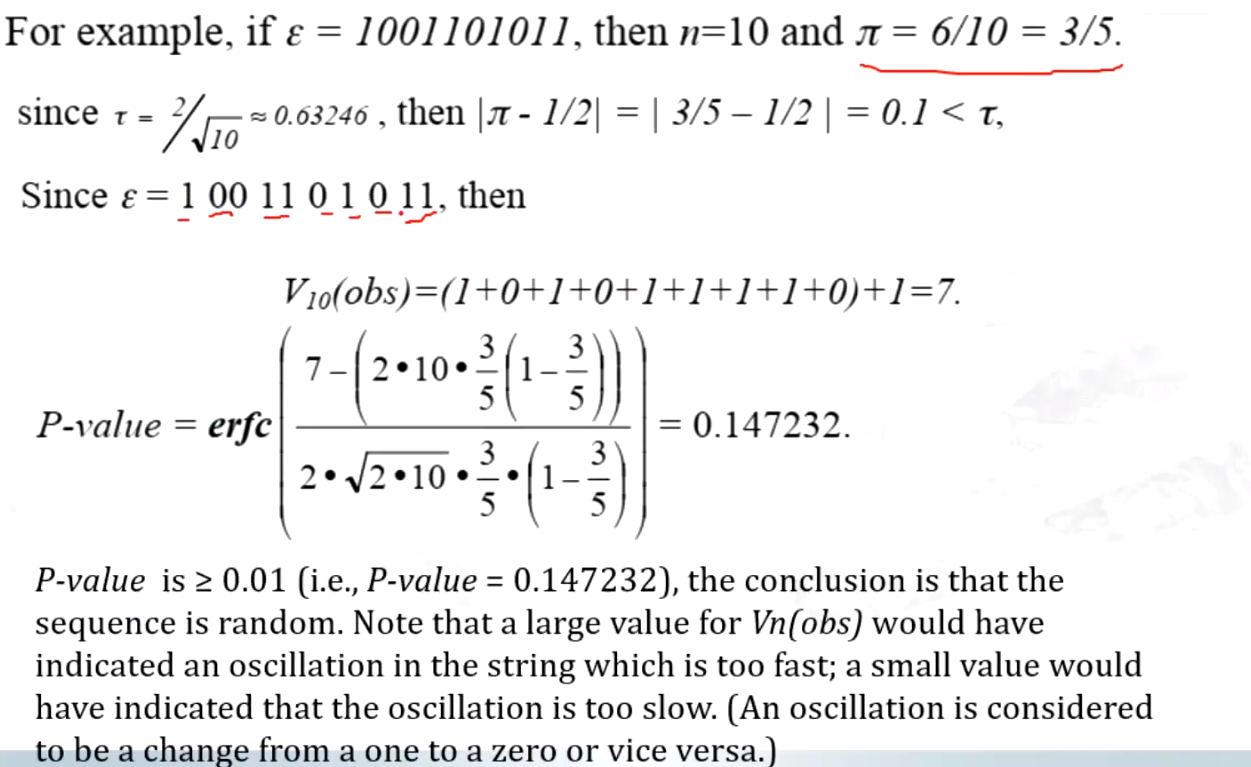 For example, if ε = 1001101011, then n=10 and π = 6/10 = 3/5.
since τ = 2/√10 ≈ 0.63246 , then |π - 1/2| = | 3/5 – 1/2 | = 0.1 < τ,
Since ε = 1 00 11 0 1 0 11, then
V10(obs)=(1+0+1+0+1+1+1+1+0)+1=7.
P-value = erfc( (7 – (2•10•3/5(1–3/5))) / (2•√2•10•3/5•(1–3/5)) ) = 0.147232.
P-value is ≥ 0.01 (i.e., P-value = 0.147232), the conclusion is that the
sequence is random. Note that a large value for Vn(obs) would have
indicated an oscillation in the string which is too fast; a small value would
have indicated that the oscillation is too slow. (An oscillation is considered
to be a change from a one to a zero or vice versa.)